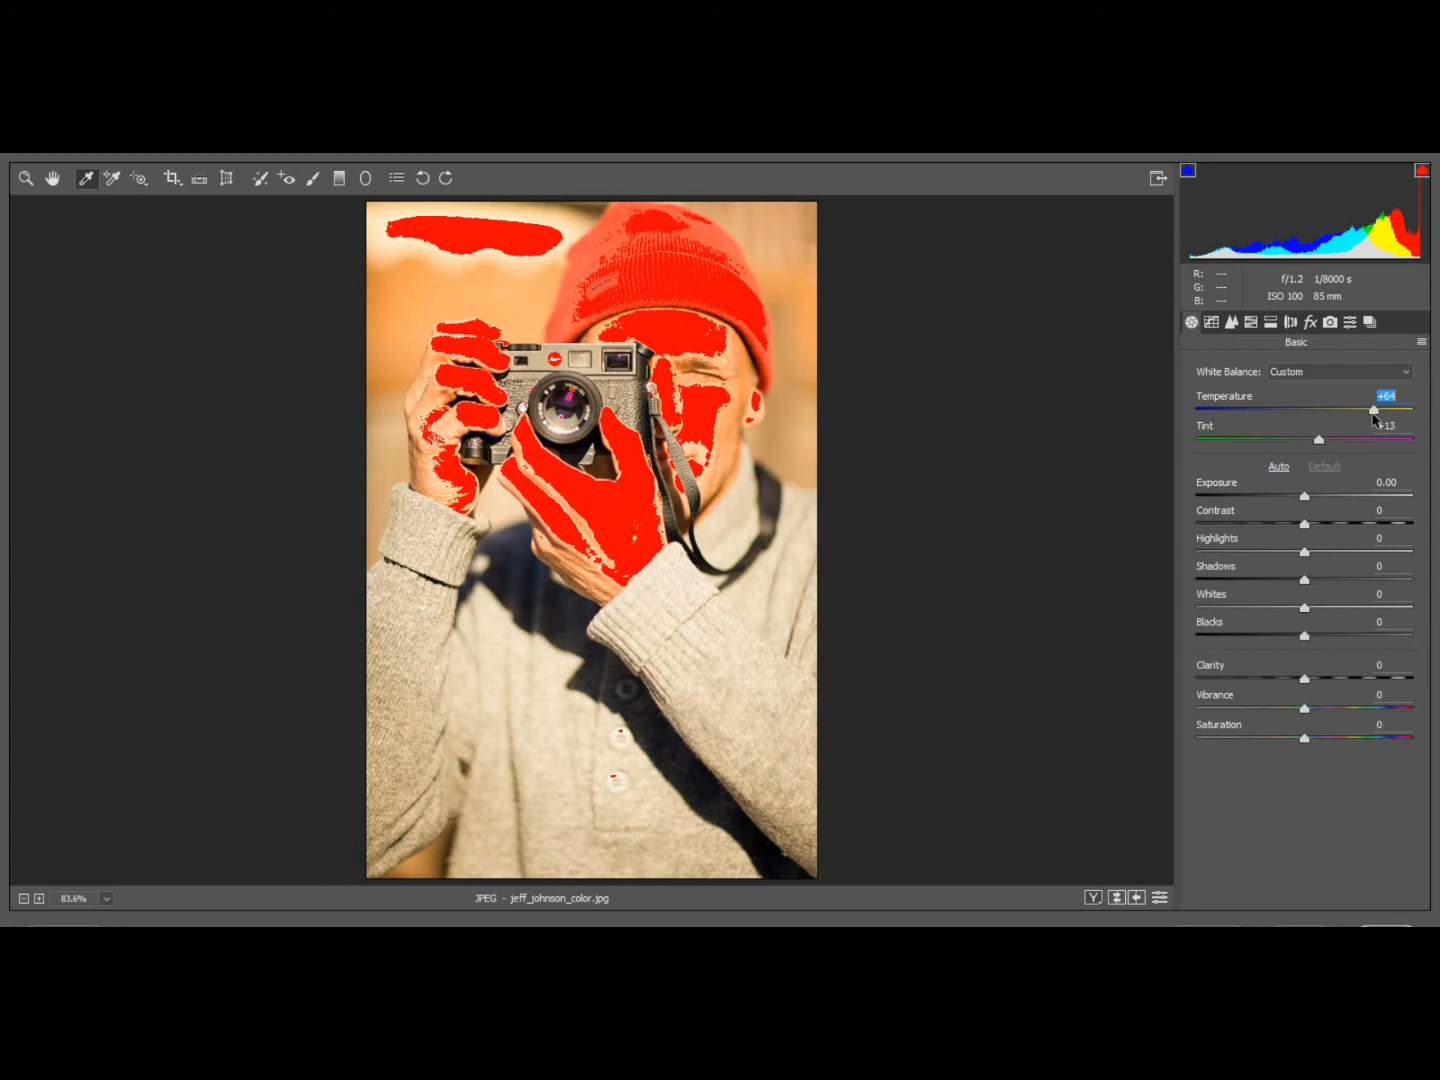 R: ---
G: ---
B: ---
f/1.2 1/8000 s
ISO 100 85 mm
fx
Basic
White Balance: Custom
Temperature +64
Tint +13
Auto Default
Exposure 0.00
Contrast 0
Highlights 0
Shadows 0
Whites 0
Blacks 0
Clarity 0
Vibrance 0
Saturation 0
83.6%
JPEG - jeff_johnson_color.jpg
Y